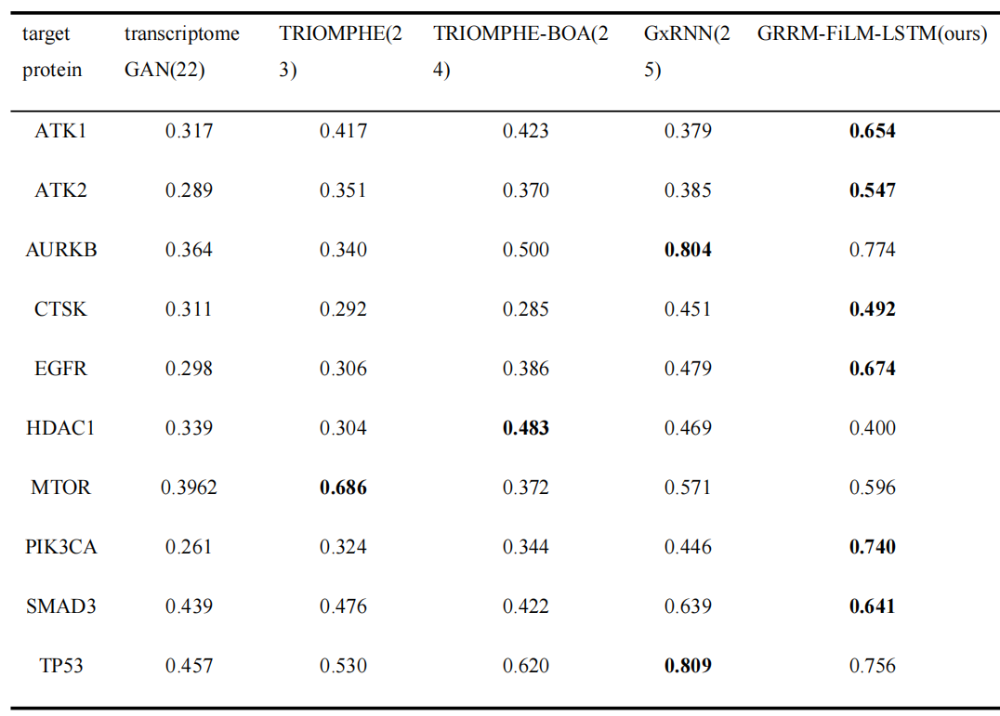 target transcriptome TRIOMPHE(2 TRIOMPHE-BOA(2 GxRNN(2 GRRM-FiLM-LSTM(ours)
protein GAN(22) 3) 4) 5)
ATK1 0.317 0.417 0.423 0.379 0.654
ATK2 0.289 0.351 0.370 0.385 0.547
AURKB 0.364 0.340 0.500 0.804 0.774
CTSK 0.311 0.292 0.285 0.451 0.492
EGFR 0.298 0.306 0.386 0.479 0.674
HDAC1 0.339 0.304 0.483 0.469 0.400
MTOR 0.3962 0.686 0.372 0.571 0.596
PIK3CA 0.261 0.324 0.344 0.446 0.740
SMAD3 0.439 0.476 0.422 0.639 0.641
TP53 0.457 0.530 0.620 0.809 0.756